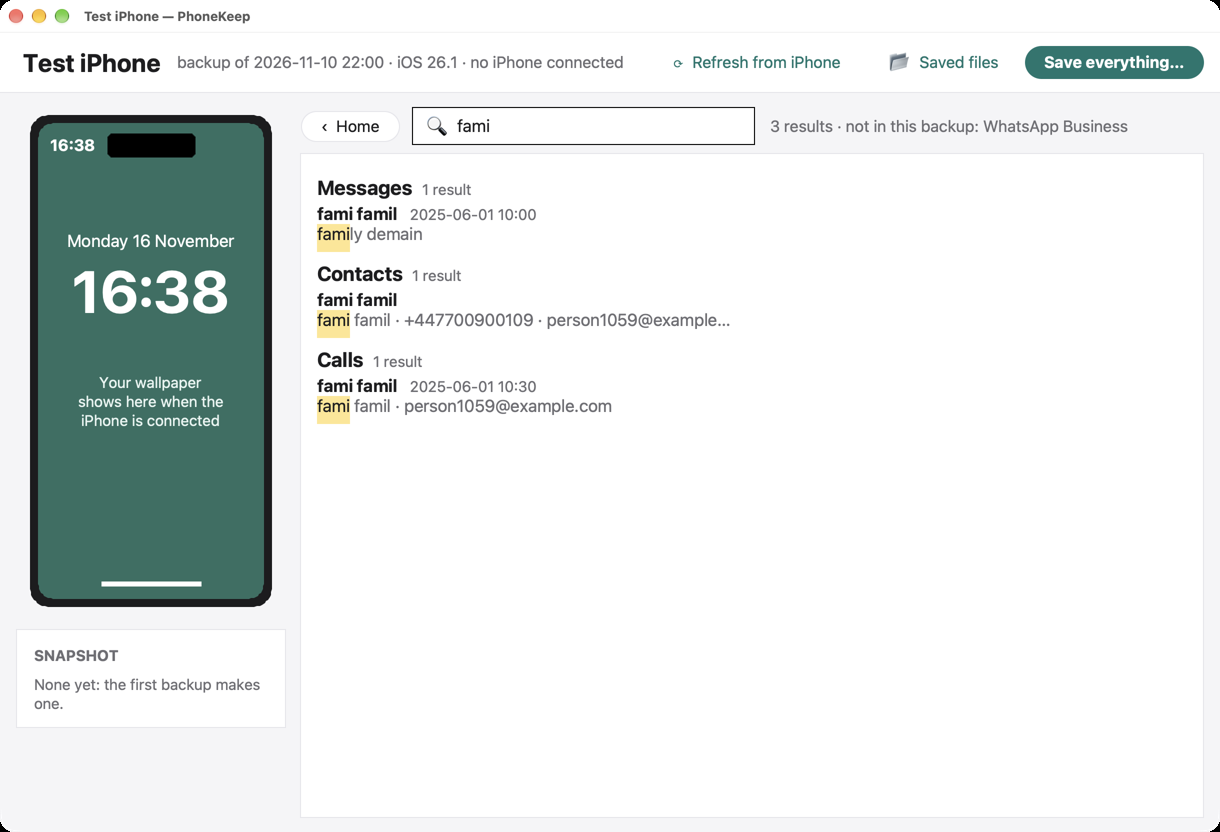 Test iPhone — PhoneKeep
Test iPhone backup of 2026-11-10 22:00 · iOS 26.1 · no iPhone connected
Refresh from iPhone
Saved files
Save everything...
16:38
Monday 16 November
16:38
Your wallpaper
shows here when the
iPhone is connected
SNAPSHOT
None yet: the first backup makes
one.
‹ Home
fami
3 results · not in this backup: WhatsApp Business
Messages 1 result
fami famil 2025-06-01 10:00
family demain
Contacts 1 result
fami famil
fami famil · +447700900109 · person1059@example...
Calls 1 result
fami famil 2025-06-01 10:30
fami famil · person1059@example.com